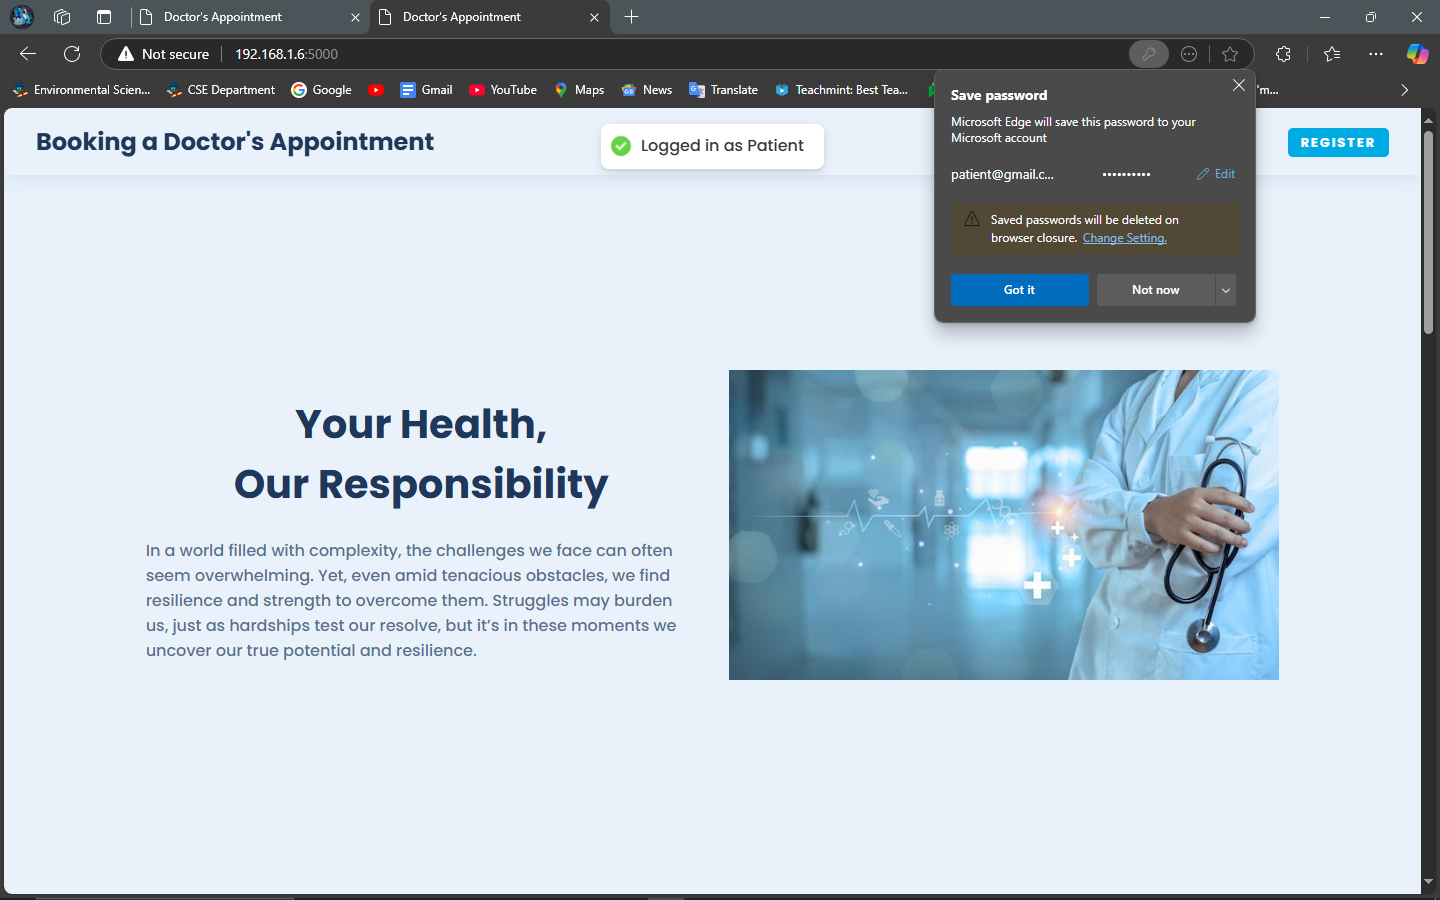 Doctor's Appointment
Doctor's Appointment
Not secure
192.168.1.6:5000
Environmental Scien...
CSE Department
Google
Gmail
YouTube
Maps
News
Translate
Teachmint: Best Tea...
'm...
Booking a Doctor's Appointment
Logged in as Patient
REGISTER
Save password
Microsoft Edge will save this password to your
Microsoft account
patient@gmail.c...
••••••••••
Edit
Saved passwords will be deleted on
browser closure. Change Setting.
Got it
Not now
Your Health,
Our Responsibility
In a world filled with complexity, the challenges we face can often
seem overwhelming. Yet, even amid tenacious obstacles, we find
resilience and strength to overcome them. Struggles may burden
us, just as hardships test our resolve, but it’s in these moments we
uncover our true potential and resilience.